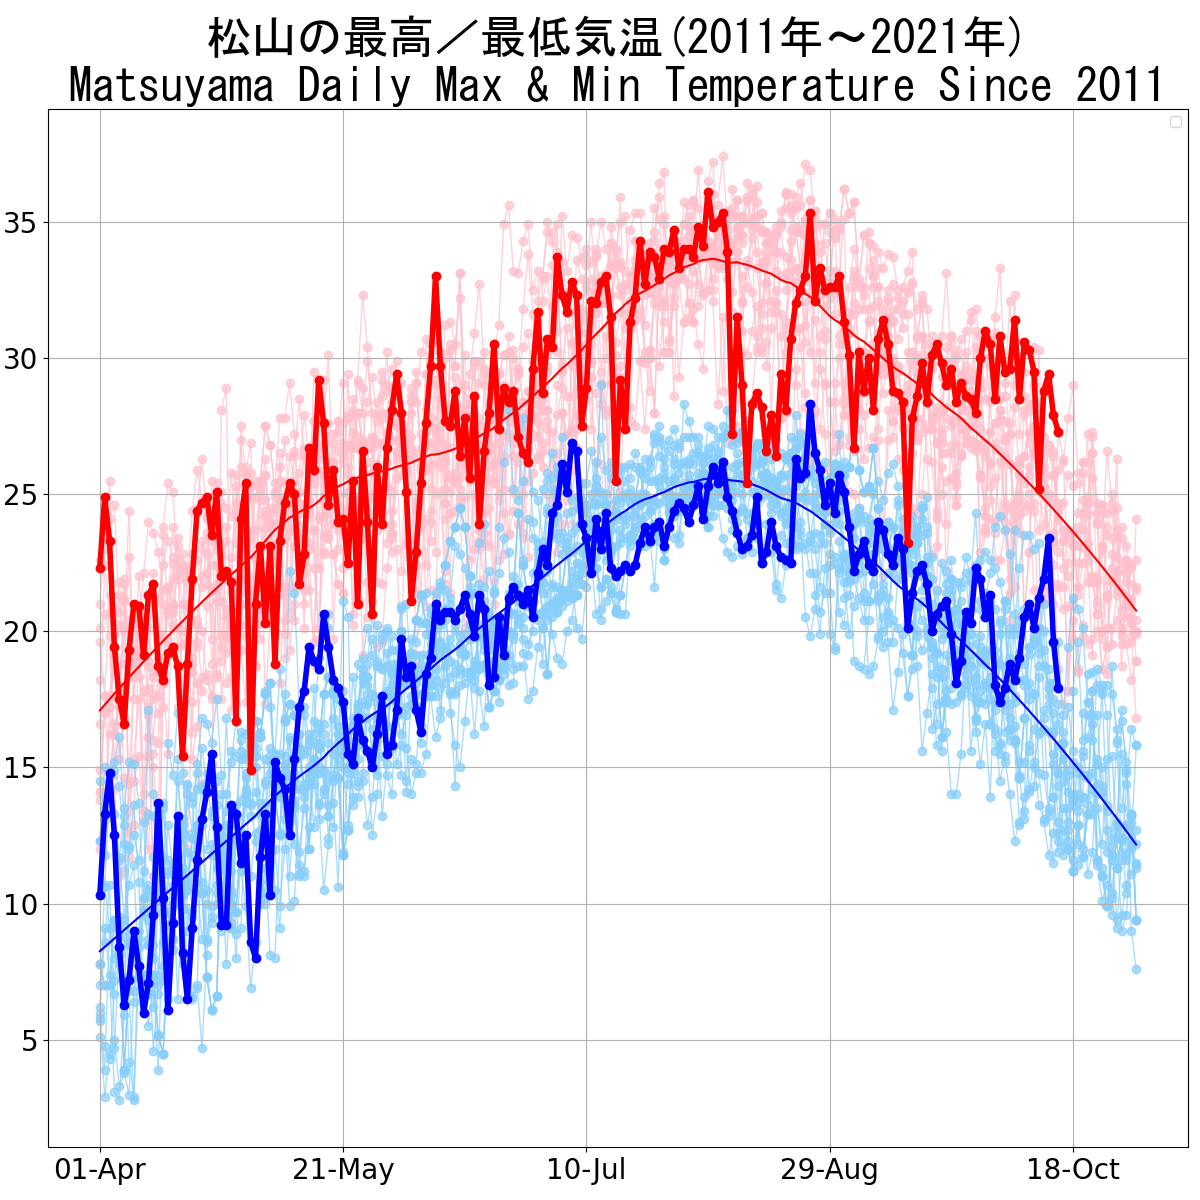 松山の最高／最低気温(2011年～2021年)
Matsuyama Daily Max & Min Temperature Since 2011
35
30
25
20
15
10
5
01-Apr 21-May 10-Jul 29-Aug 18-Oct